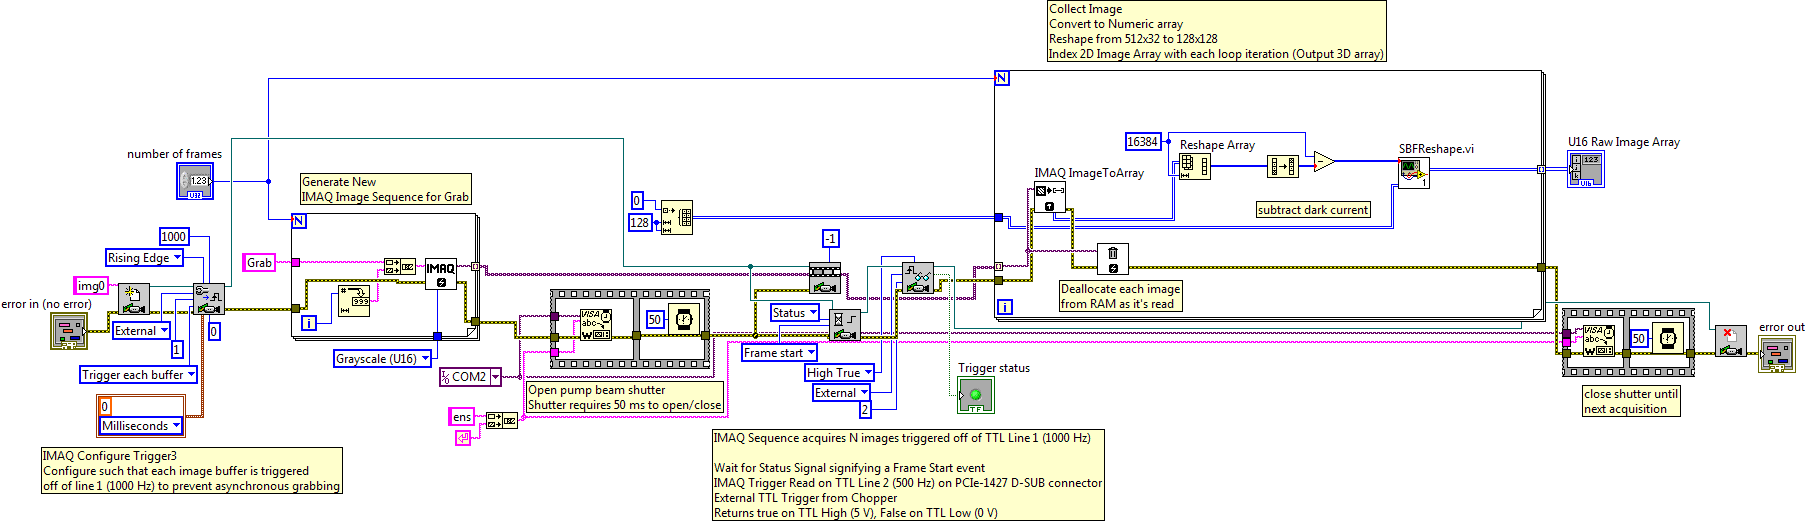 Collect Image
Convert to Numeric array
Reshape from 512x32 to 128x128
Index 2D Image Array with each loop iteration (Output 3D array)
N
number of frames
1.23
U32
Generate New
IMAQ Image Sequence for Grab
N
16384
Reshape Array
SBFReshape.vi
U16 Raw Image Array
1.23
U16
IMAQ ImageToArray
0
128
subtract dark current
-1
1000
Rising Edge
img0
error in (no error)
External
0
1
Trigger each buffer
0
Milliseconds
Grab
IMAQ
999
i
Grayscale (U16)
VISA
abc
W
50
COM2
Open pump beam shutter
Shutter requires 50 ms to open/close
ens
Status
Frame start
High True
External
2
Trigger status
TF
Deallocate each image
from RAM as it's read
i
VISA
abc
W
50
error out
close shutter until
next acquisition
IMAQ Configure Trigger3
Configure such that each image buffer is triggered
off of line 1 (1000 Hz) to prevent asynchronous grabbing
IMAQ Sequence acquires N images triggered off of TTL Line 1 (1000 Hz)
Wait for Status Signal signifying a Frame Start event
IMAQ Trigger Read on TTL Line 2 (500 Hz) on PCIe-1427 D-SUB connector
External TTL Trigger from Chopper
Returns true on TTL High (5 V), False on TTL Low (0 V)